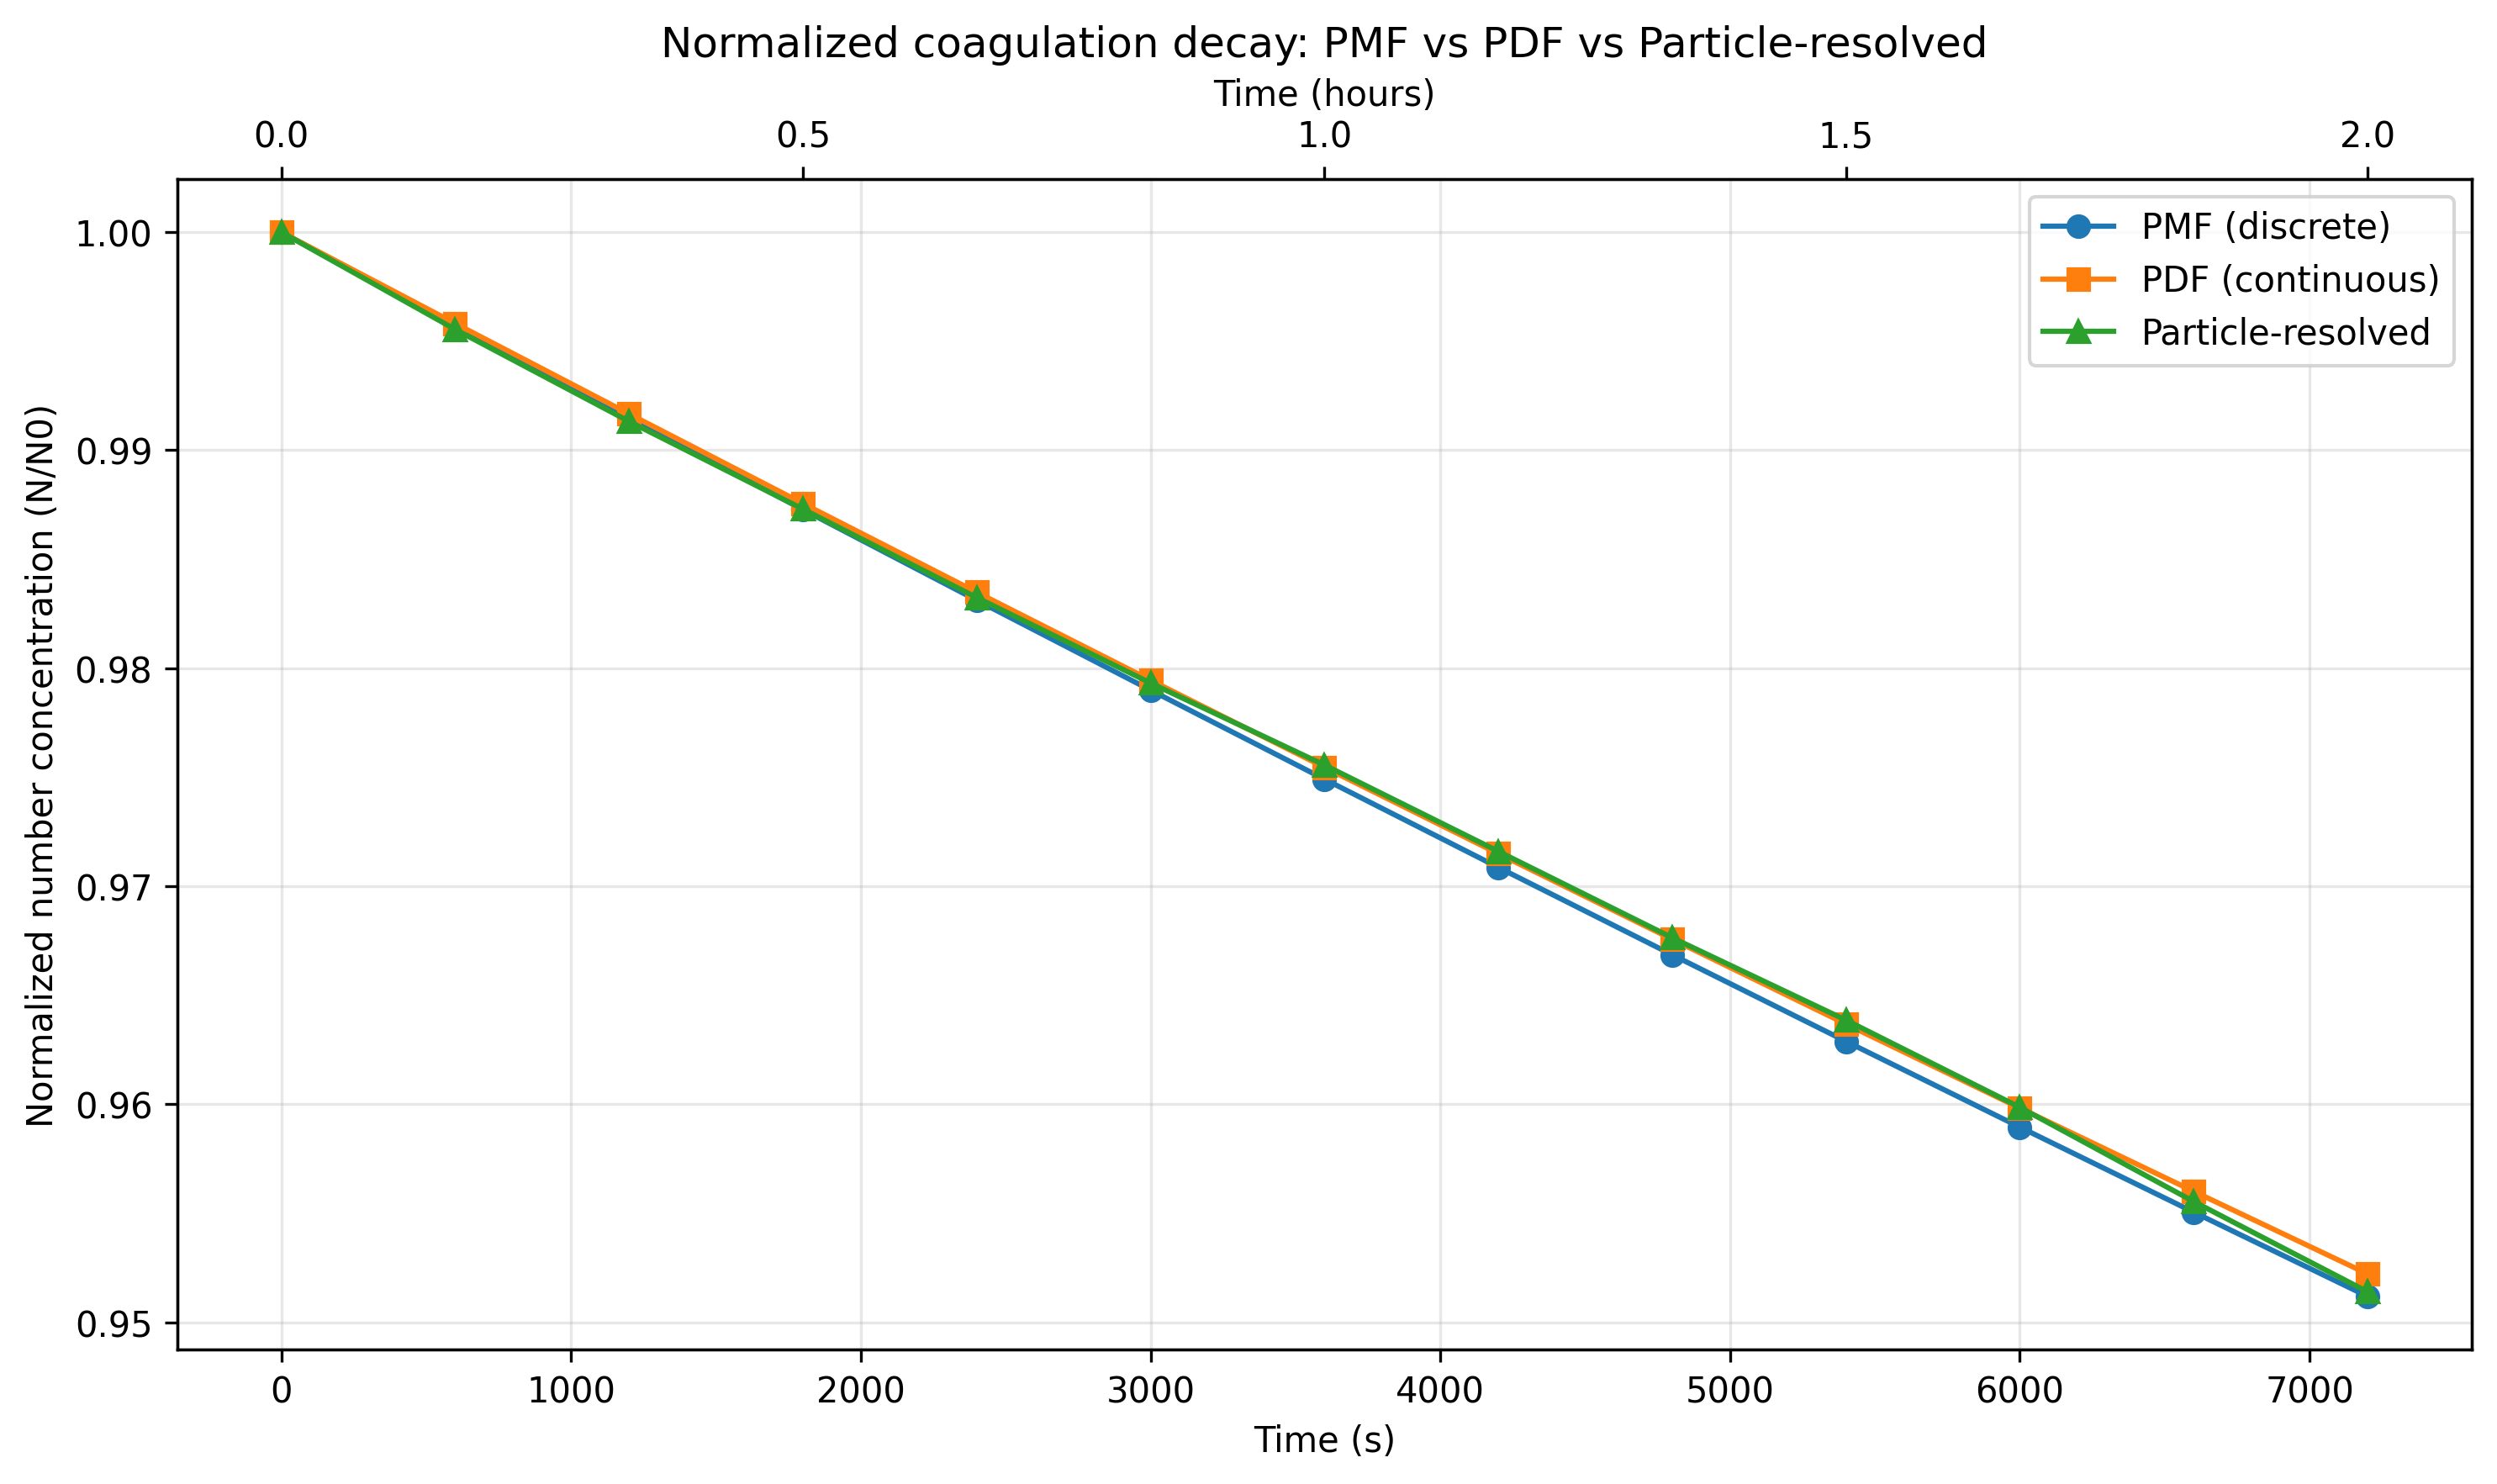 Normalized coagulation decay: PMF vs PDF vs Particle-resolved
Time (hours)
0.0 0.5 1.0 1.5 2.0
PMF (discrete)
PDF (continuous)
Particle-resolved
Normalized number concentration (N/N0)
1.00
0.99
0.98
0.97
0.96
0.95
0 1000 2000 3000 4000 5000 6000 7000
Time (s)